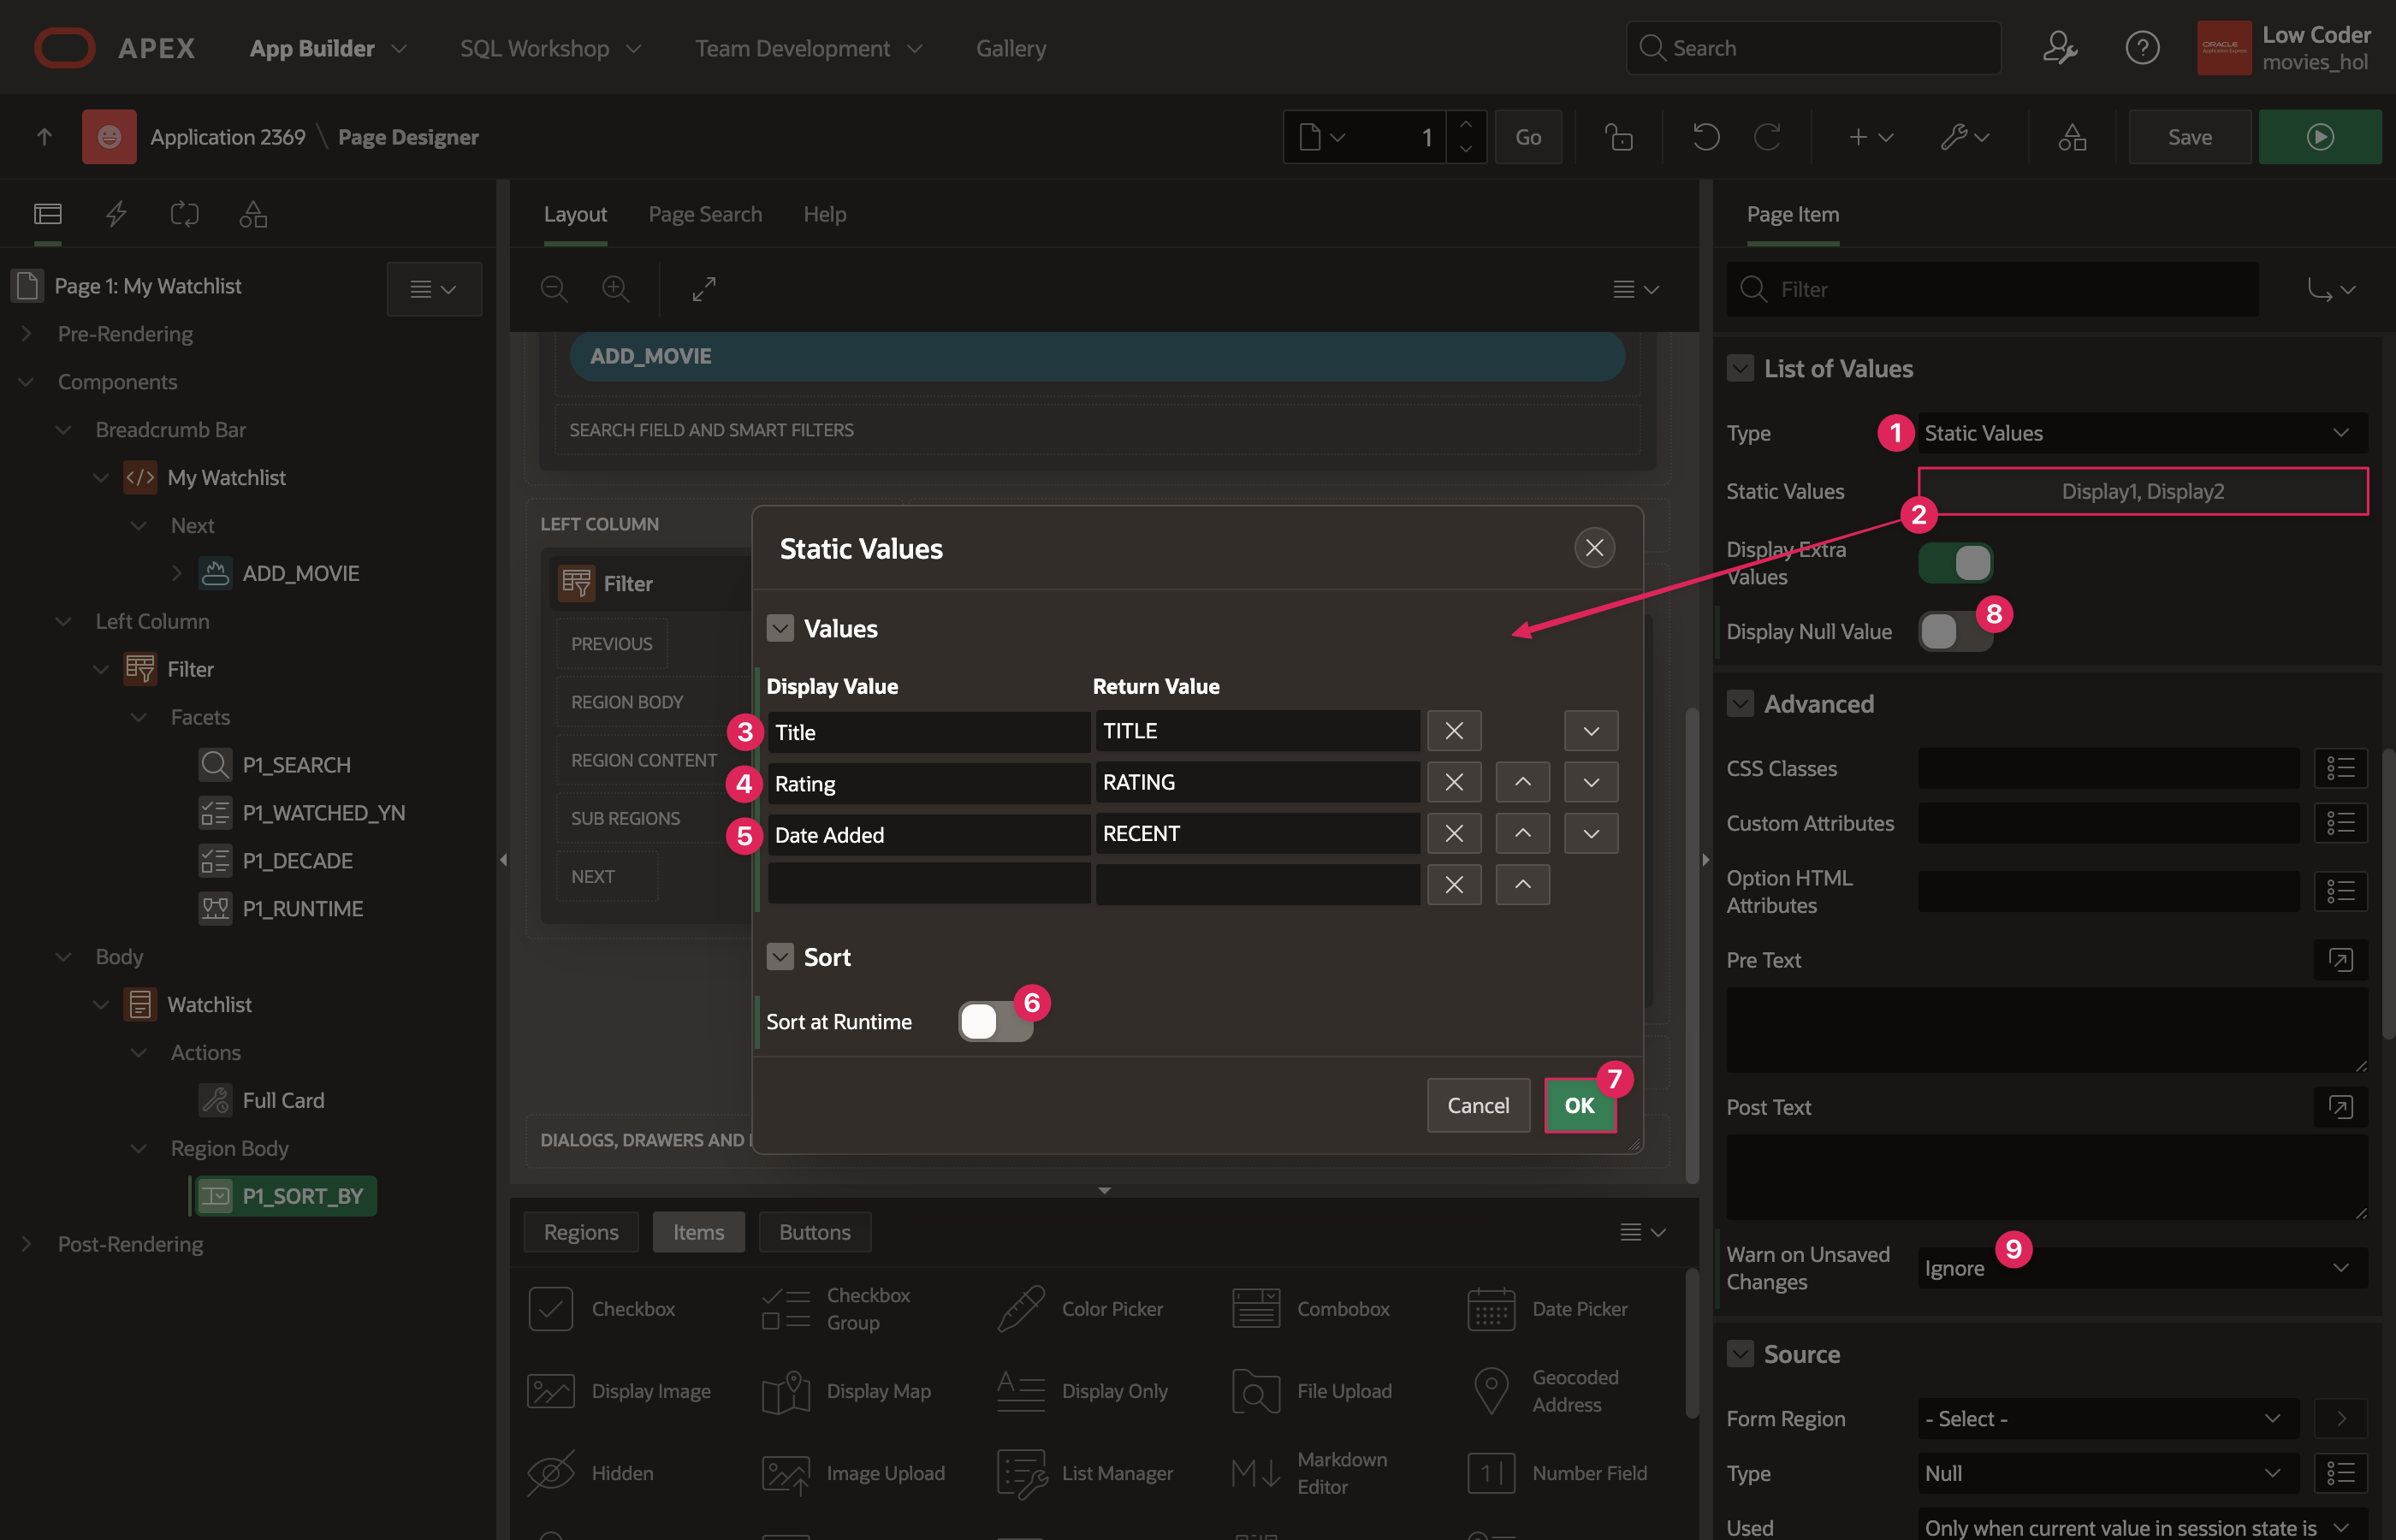 APEX
App Builder
SQL Workshop
Team Development
Gallery
Search
ORACLE
Low Coder
movies_hol
Application 2369 \ Page Designer
1
Go
Save
Page 1: My Watchlist
Pre-Rendering
Components
Breadcrumb Bar
My Watchlist
Next
ADD_MOVIE
Left Column
Filter
Facets
P1_SEARCH
P1_WATCHED_YN
P1_DECADE
P1_RUNTIME
Body
Watchlist
Actions
Full Card
Region Body
P1_SORT_BY
Post-Rendering
Layout
Page Search
Help
ADD_MOVIE
SEARCH FIELD AND SMART FILTERS
LEFT COLUMN
Filter
PREVIOUS
REGION BODY
REGION CONTENT
SUB REGIONS
NEXT
DIALOGS, DRAWERS AND
Static Values
Values
Display Value Return Value
3 Title TITLE
4 Rating RATING
5 Date Added RECENT
Sort
Sort at Runtime 6
Cancel
OK 7
Regions
Items
Buttons
Checkbox
Checkbox
Group
Color Picker
Combobox
Date Picker
Display Image
Display Map
Display Only
File Upload
Geocoded
Address
Hidden
Image Upload
List Manager
Markdown
Editor
Number Field
Page Item
Filter
List of Values
Type 1 Static Values
Static Values Display1, Display2
2
Display Extra
Values
Display Null Value 8
Advanced
CSS Classes
Custom Attributes
Option HTML
Attributes
Pre Text
Post Text
Warn on Unsaved
Changes
Ignore 9
Source
Form Region - Select -
Type Null
Used Only when current value in session state is